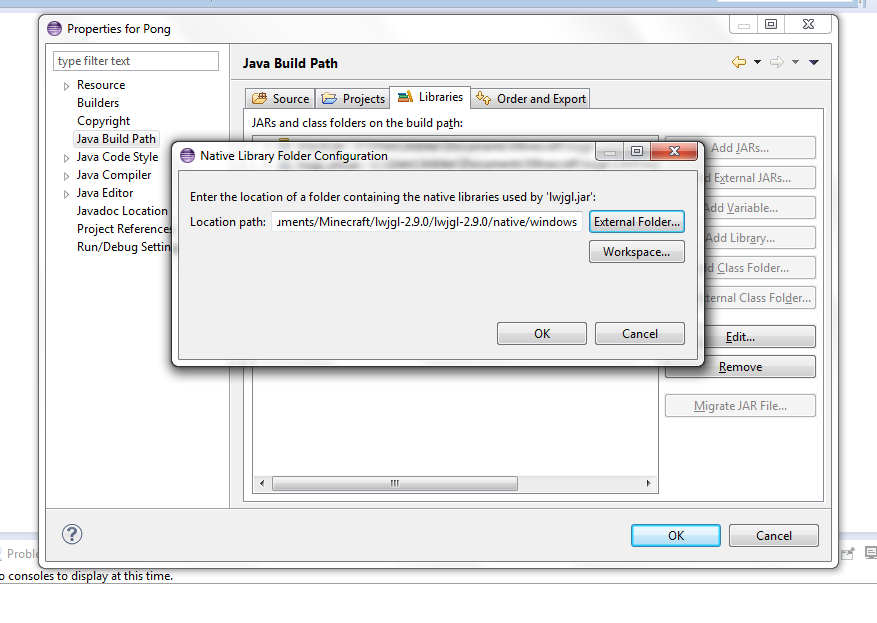 Properties for Pong
type filter text
Java Build Path
Resource
Builders
Copyright
Java Build Path
Java Code Style
Java Compiler
Java Editor
Javadoc Location
Project References
Run/Debug Settin
Source
Projects
Libraries
Order and Export
JARs and class folders on the build path:
Add JARs...
d External JARs...
Add Variable...
Add Library...
d Class Folder...
ternal Class Folder...
Edit...
Remove
Migrate JAR File...
Native Library Folder Configuration
Enter the location of a folder containing the native libraries used by 'lwjgl.jar':
Location path:
uments/Minecraft/lwjgl-2.9.0/lwjgl-2.9.0/native/windows
External Folder...
Workspace...
OK
Cancel
OK
Cancel
Proble
o consoles to display at this time.